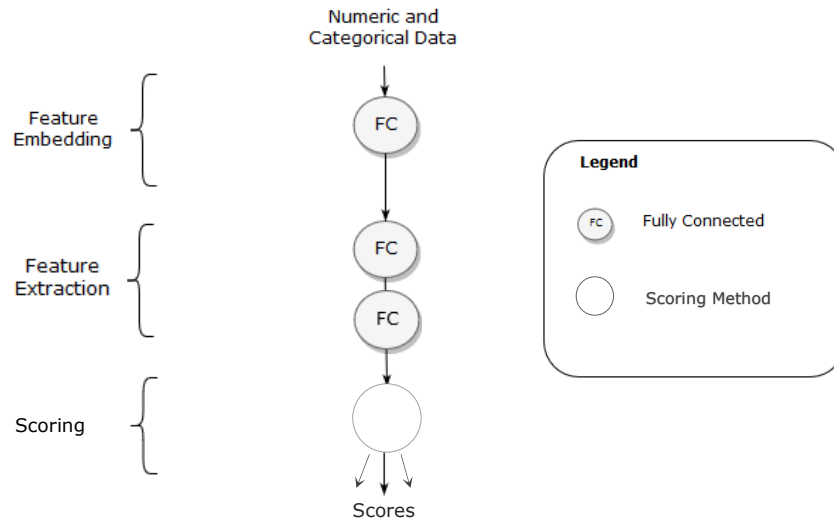 Numeric and
Categorical Data
Feature
Embedding
FC
Legend
FC
Fully Connected
FC
Feature
Extraction
Scoring Method
FC
Scoring
Scores